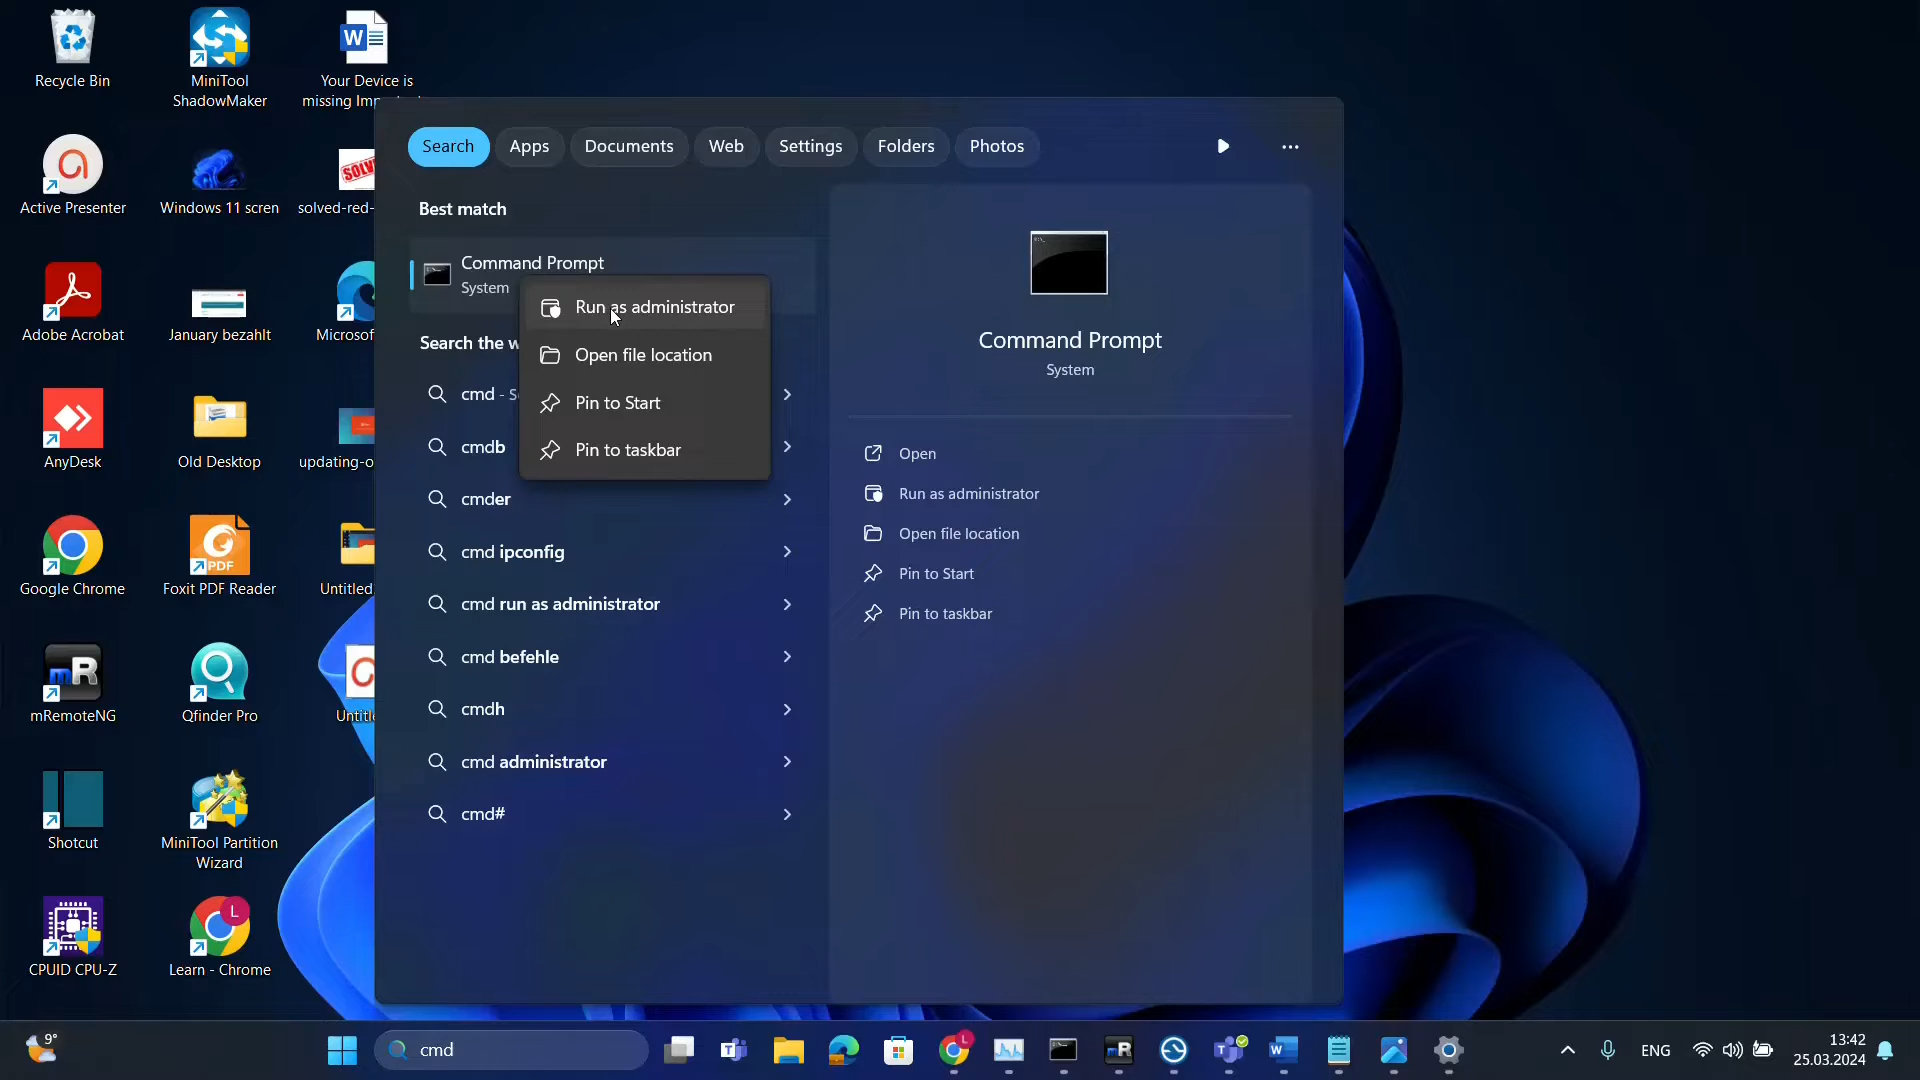 Recycle Bin
MiniTool
ShadowMaker
Your Device is
missing
Active Presenter
Windows 11 scren
SOLV
solved-red-
Adobe Acrobat
January bezahlt
Microsof
AnyDesk
Old Desktop
updating-o
Google Chrome
PDF
Foxit PDF Reader
Untitled
mR
mRemoteNG
Qfinder Pro
Untitle
Shotcut
MiniTool Partition
Wizard
CPUID CPU-Z
L
Learn - Chrome
Search
Apps
Documents
Web
Settings
Folders
Photos
Best match
Command Prompt
System
Run as administrator
Open file location
Pin to Start
Pin to taskbar
Search the w
cmd - S
cmdb
cmder
cmd ipconfig
cmd run as administrator
cmd befehle
cmdh
cmd administrator
cmd#
Command Prompt
System
Open
Run as administrator
Open file location
Pin to Start
Pin to taskbar
9°
cmd
ENG
13:42
25.03.2024